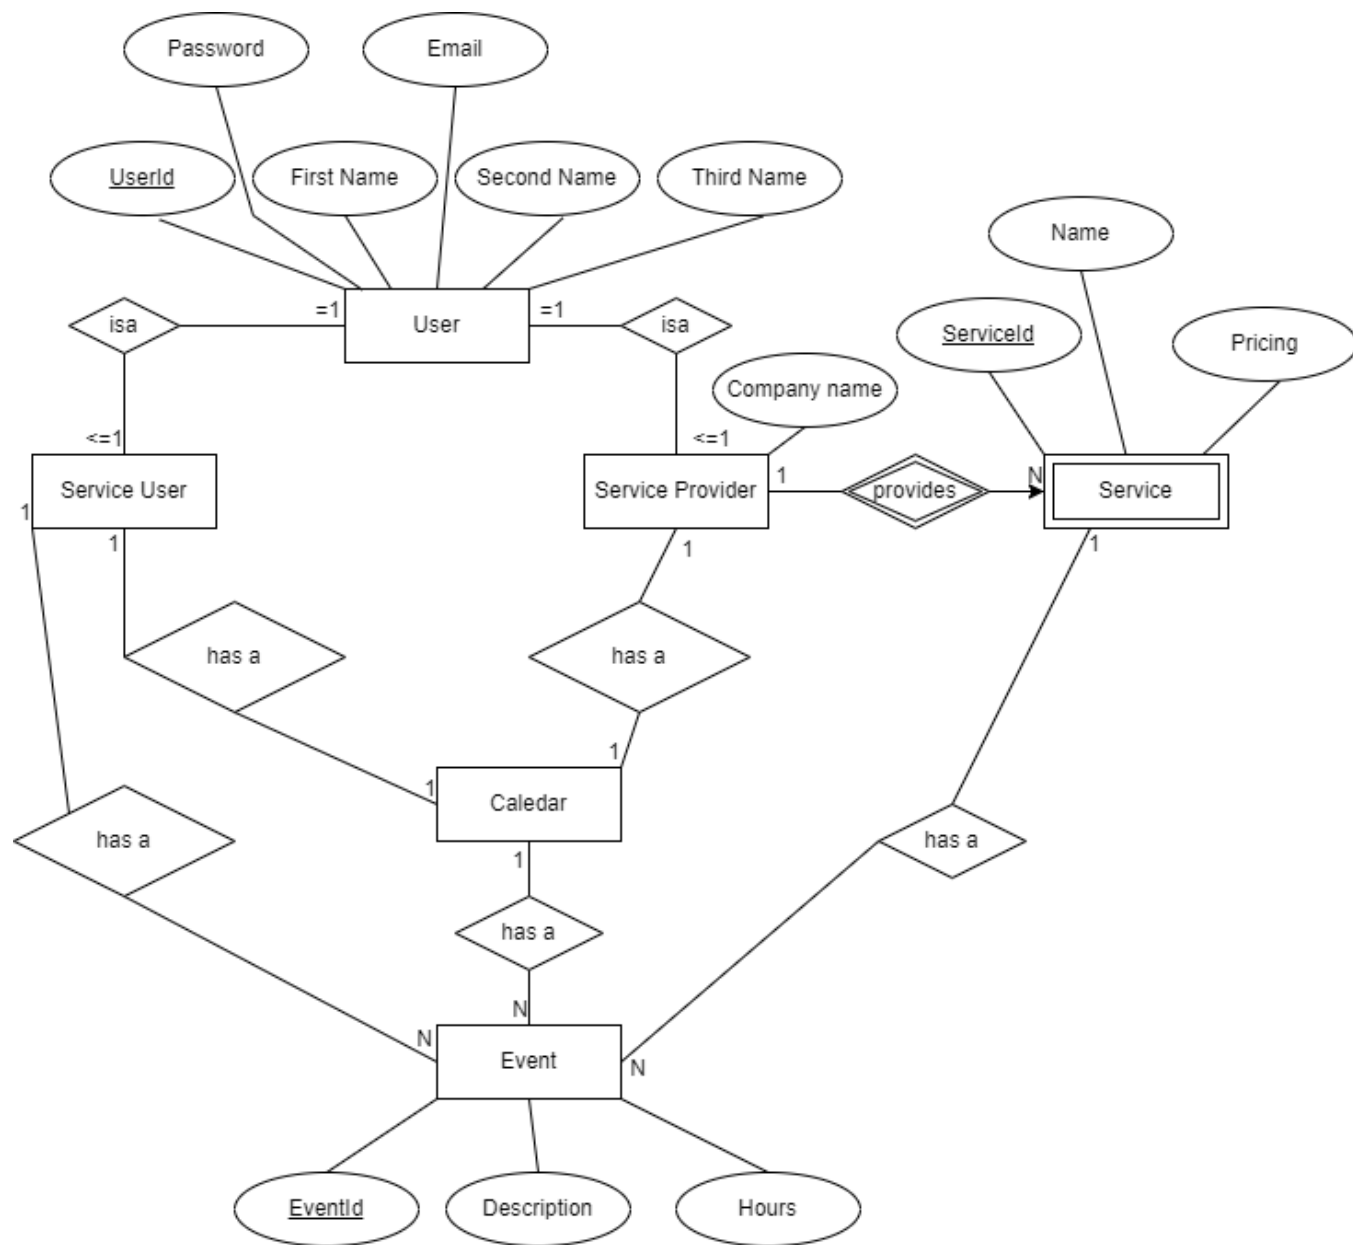 Password
Email
UserId
First Name
Second Name
Third Name
Name
ServiceId
Pricing
isa
=1
User
=1
isa
Company name
<=1
<=1
Service User
Service Provider
1
provides
N
Service
1
1
1
1
has a
has a
1
1
Caledar
has a
1
has a
has a
N
N
Event
N
EventId
Description
Hours